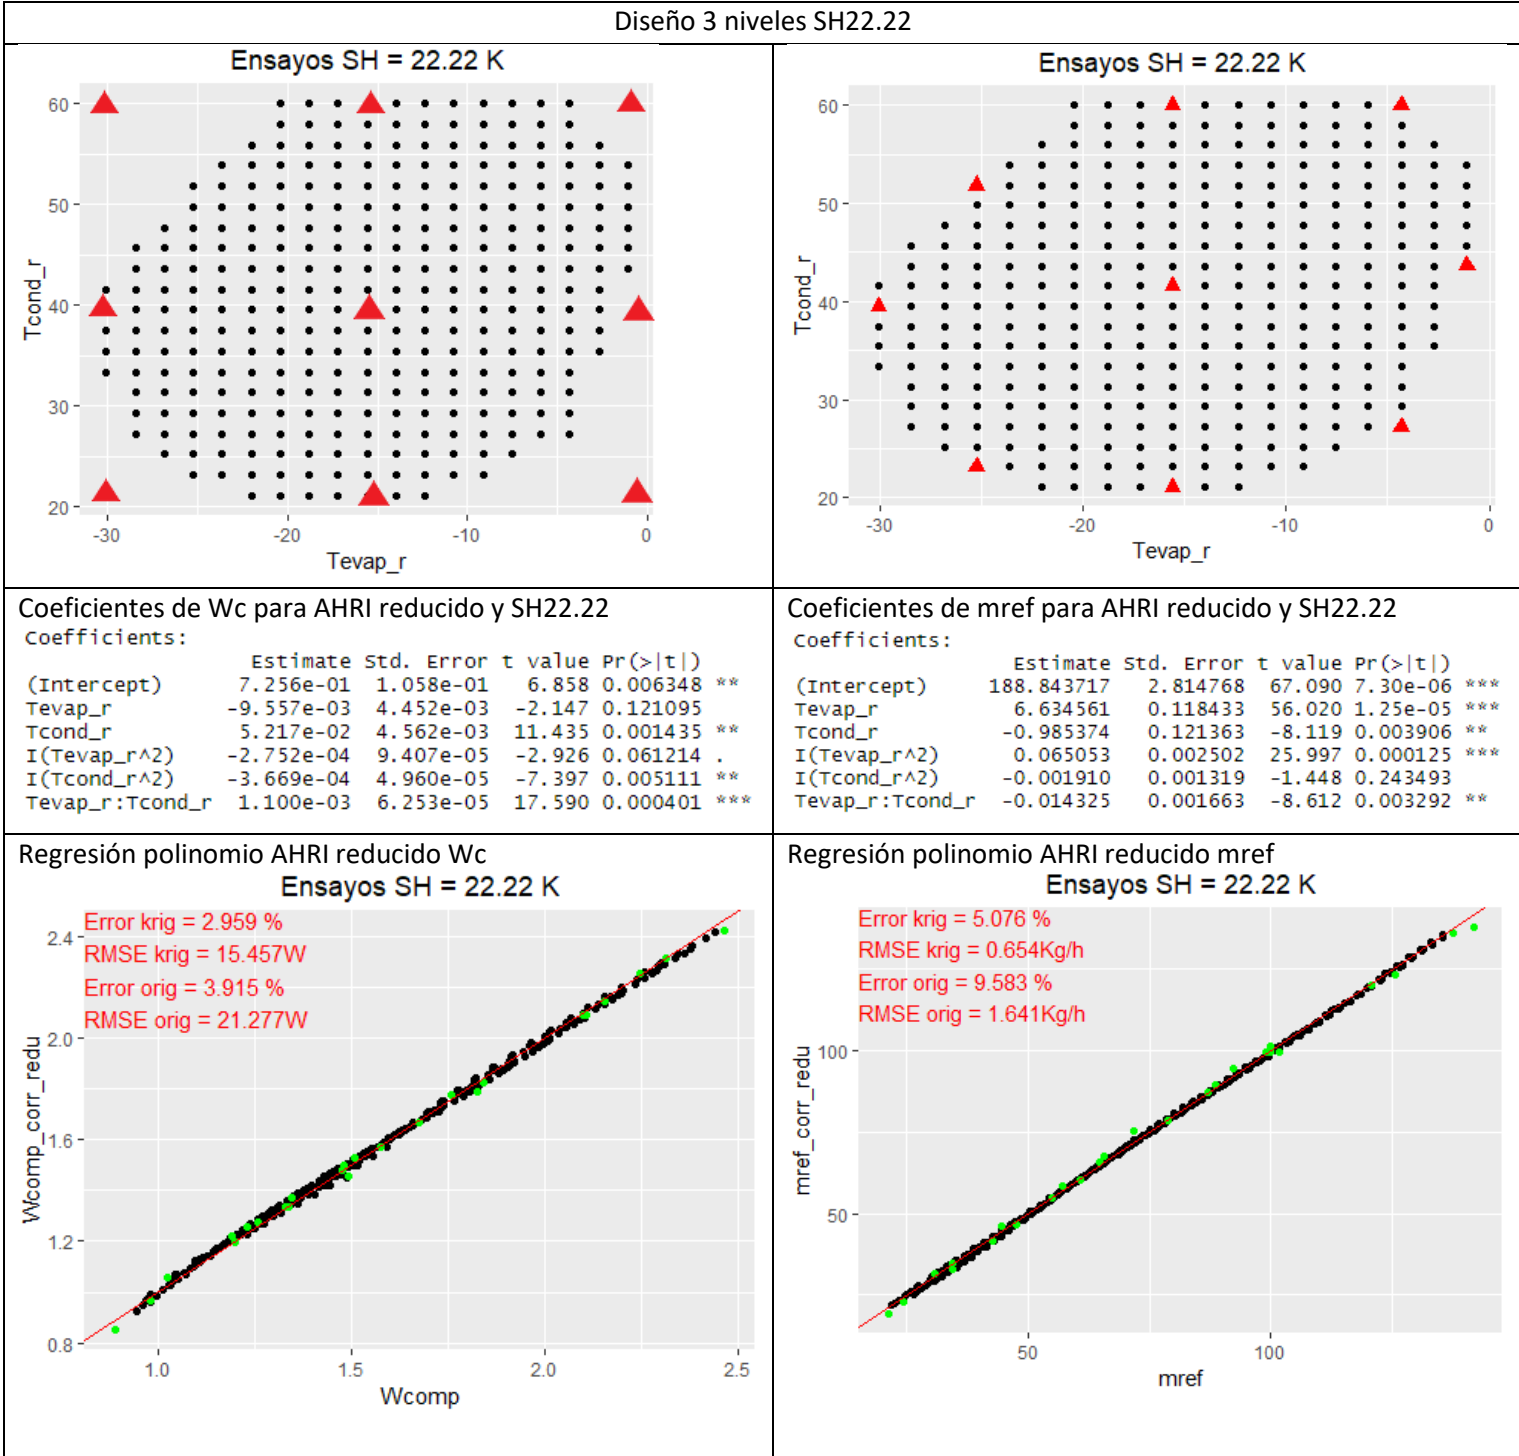 Diseño 3 niveles SH22.22
Ensayos SH = 22.22 K
60
50
40
30
20
Tcond_r
-30
-20
-10
0
Tevap_r
Ensayos SH = 22.22 K
60
50
40
30
20
Tcond_r
-30
-20
-10
0
Tevap_r
Coeficientes de Wc para AHRI reducido y SH22.22
Coefficients:
Estimate Std. Error t value Pr(>|t|)
(Intercept) 7.256e-01 1.058e-01 6.858 0.006348 **
Tevap_r -9.557e-03 4.452e-03 -2.147 0.121095
Tcond_r 5.217e-02 4.562e-03 11.435 0.001435 **
I(Tevap_r^2) -2.752e-04 9.407e-05 -2.926 0.061214 .
I(Tcond_r^2) -3.669e-04 4.960e-05 -7.397 0.005111 **
Tevap_r:Tcond_r 1.100e-03 6.253e-05 17.590 0.000401 ***
Coeficientes de mref para AHRI reducido y SH22.22
Coefficients:
Estimate Std. Error t value Pr(>|t|)
(Intercept) 188.843717 2.814768 67.090 7.30e-06 ***
Tevap_r 6.634561 0.118433 56.020 1.25e-05 ***
Tcond_r -0.985374 0.121363 -8.119 0.003906 **
I(Tevap_r^2) 0.065053 0.002502 25.997 0.000125 ***
I(Tcond_r^2) -0.001910 0.001319 -1.448 0.243493
Tevap_r:Tcond_r -0.014325 0.001663 -8.612 0.003292 **
Regresión polinomio AHRI reducido Wc
Ensayos SH = 22.22 K
Error krig = 2.959 %
RMSE krig = 15.457W
Error orig = 3.915 %
RMSE orig = 21.277W
2.4
2.0
1.6
1.2
0.8
Wcomp_corr_redu
1.0
1.5
2.0
2.5
Wcomp
Regresión polinomio AHRI reducido mref
Ensayos SH = 22.22 K
Error krig = 5.076 %
RMSE krig = 0.654Kg/h
Error orig = 9.583 %
RMSE orig = 1.641Kg/h
100
50
mref_corr_redu
50
100
mref